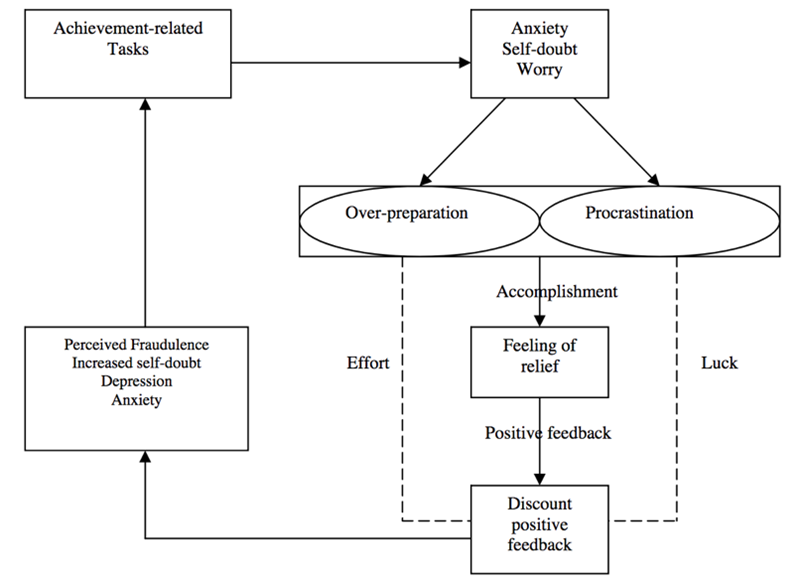 Achievement-related
Tasks
Anxiety
Self-doubt
Worry
Over-preparation
Procrastination
Accomplishment
Perceived Fraudulence
Increased self-doubt
Depression
Anxiety
Effort
Feeling of
relief
Luck
Positive feedback
Discount
positive
feedback